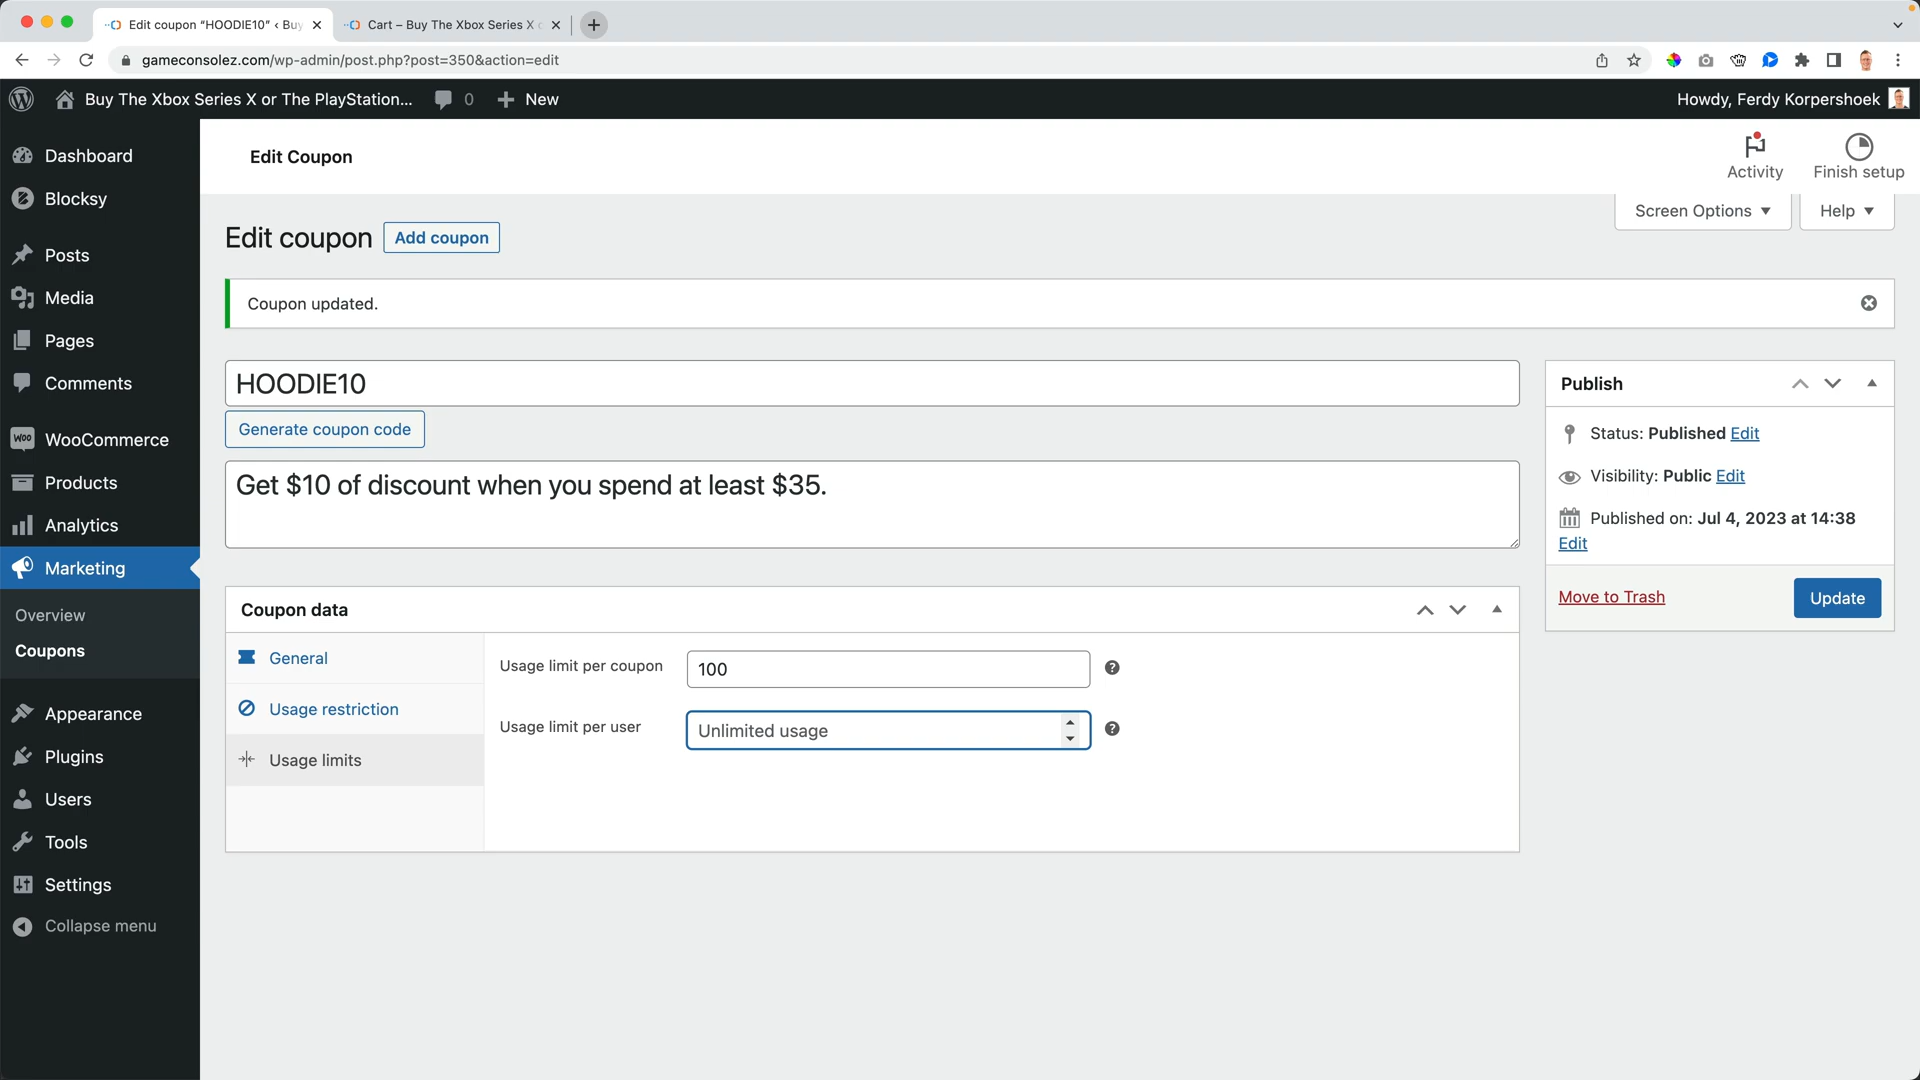 Edit coupon “HOODIE10” ‹ Buy
Cart – Buy The Xbox Series X
gameconsolez.com/wp-admin/post.php?post=350&action=edit
Buy The Xbox Series X or The PlayStation...
0
New
Howdy, Ferdy Korpershoek
Dashboard
Blocksy
Posts
Media
Pages
Comments
WooCommerce
Products
Analytics
Marketing
Overview
Coupons
Appearance
Plugins
Users
Tools
Settings
Collapse menu
Edit Coupon
Activity
Finish setup
Screen Options ▼
Help ▼
Edit coupon
Add coupon
Coupon updated.
HOODIE10
Generate coupon code
Get $10 of discount when you spend at least $35.
Publish
Status: Published Edit
Visibility: Public Edit
Published on: Jul 4, 2023 at 14:38
Edit
Move to Trash
Update
Coupon data
General
Usage restriction
Usage limits
Usage limit per coupon
100
Usage limit per user
Unlimited usage